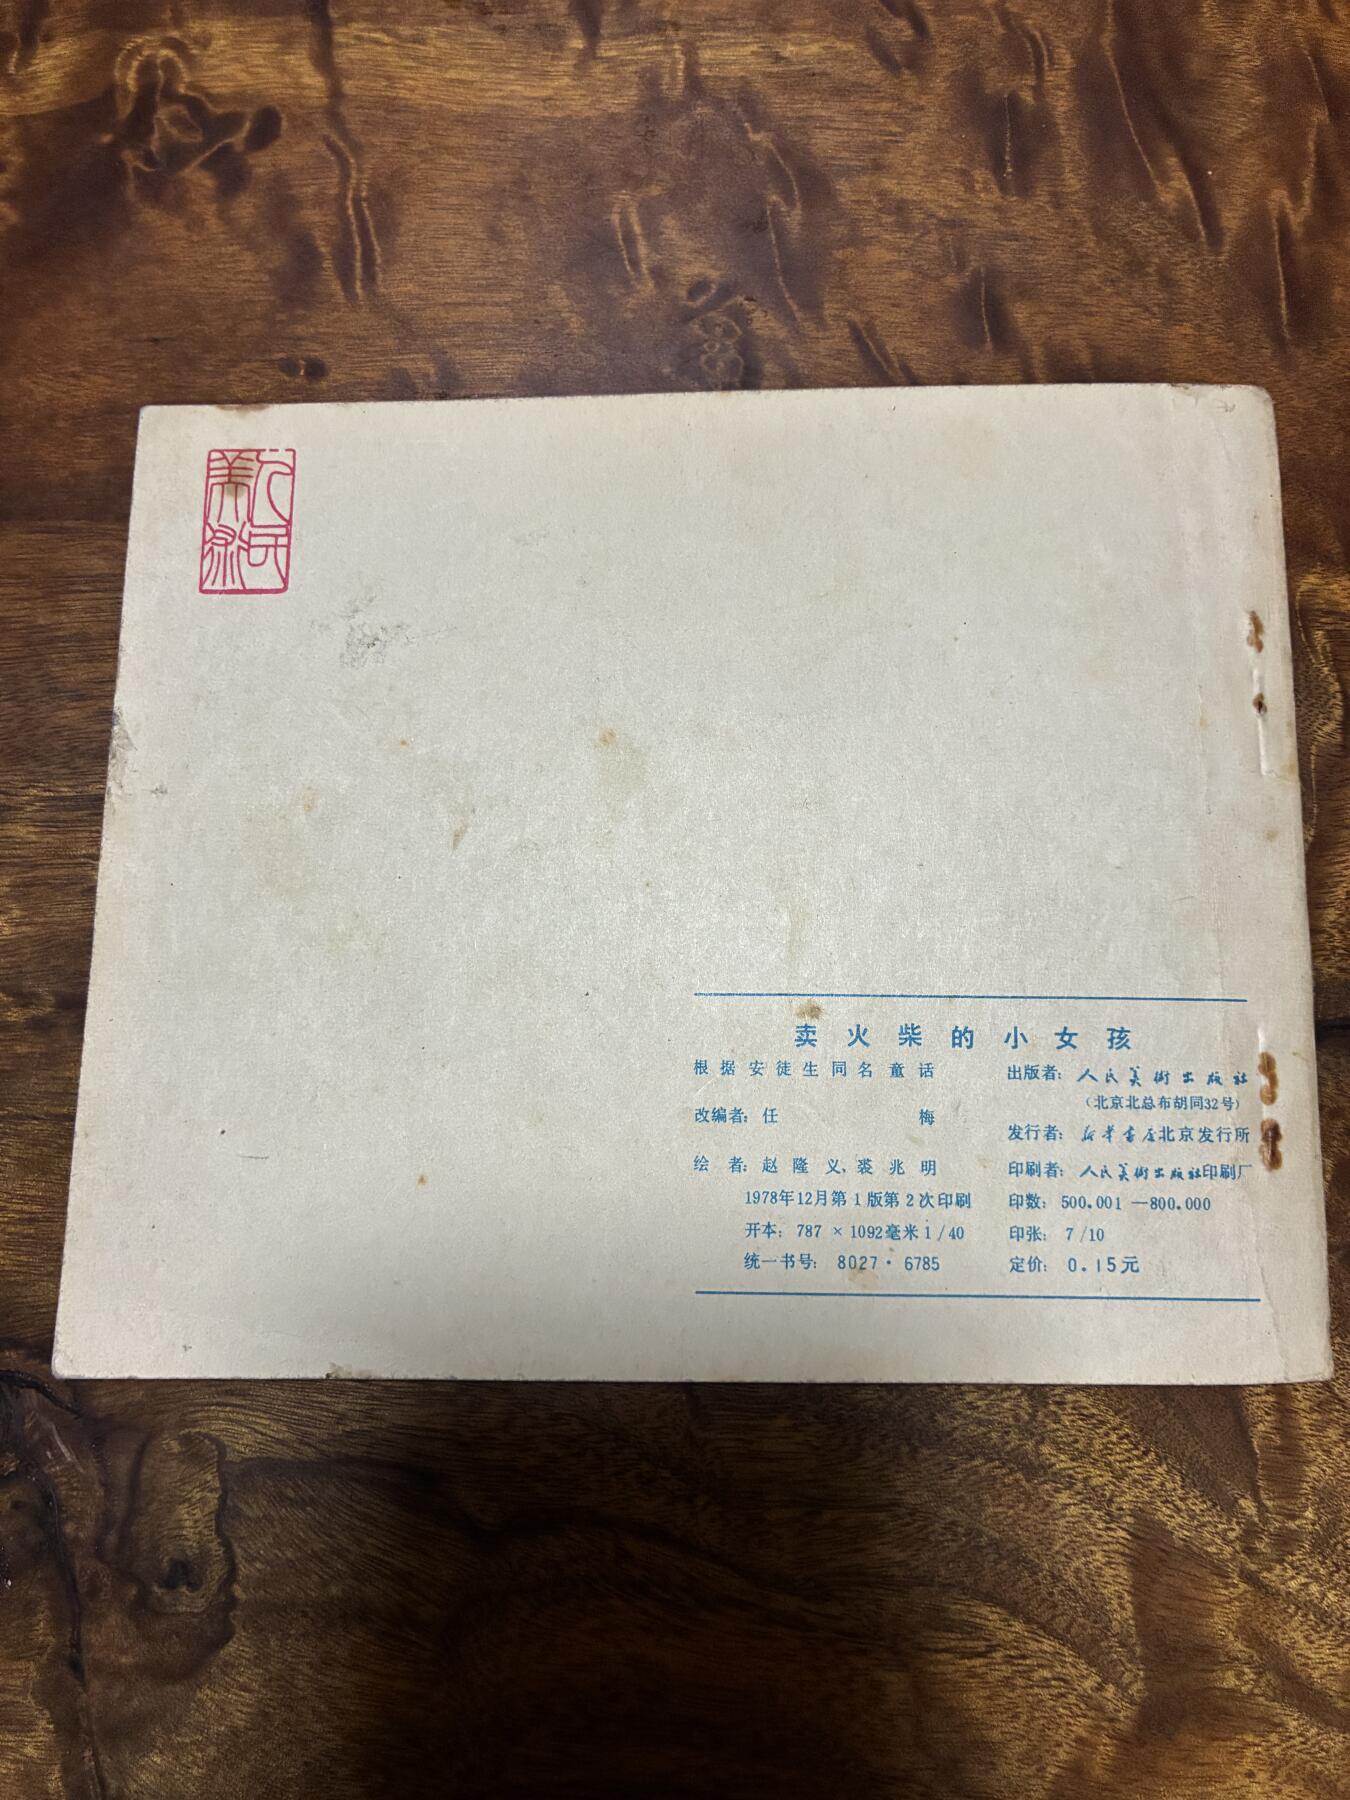 卖火柴的小女孩
根据安徒生同名童话
改编者：任 梅
绘 者：赵隆义、裘兆明
1978年12月第1版第2次印刷
开本：787×1092毫米1/40
统一书号：8027·6785
出版者：人民美術出版社
（北京北总布胡同32号）
发行者：新华书店北京发行所
印刷者：人民美術出版社印刷厂
印数：500.001—800.000
印张：7/10
定价：0.15元